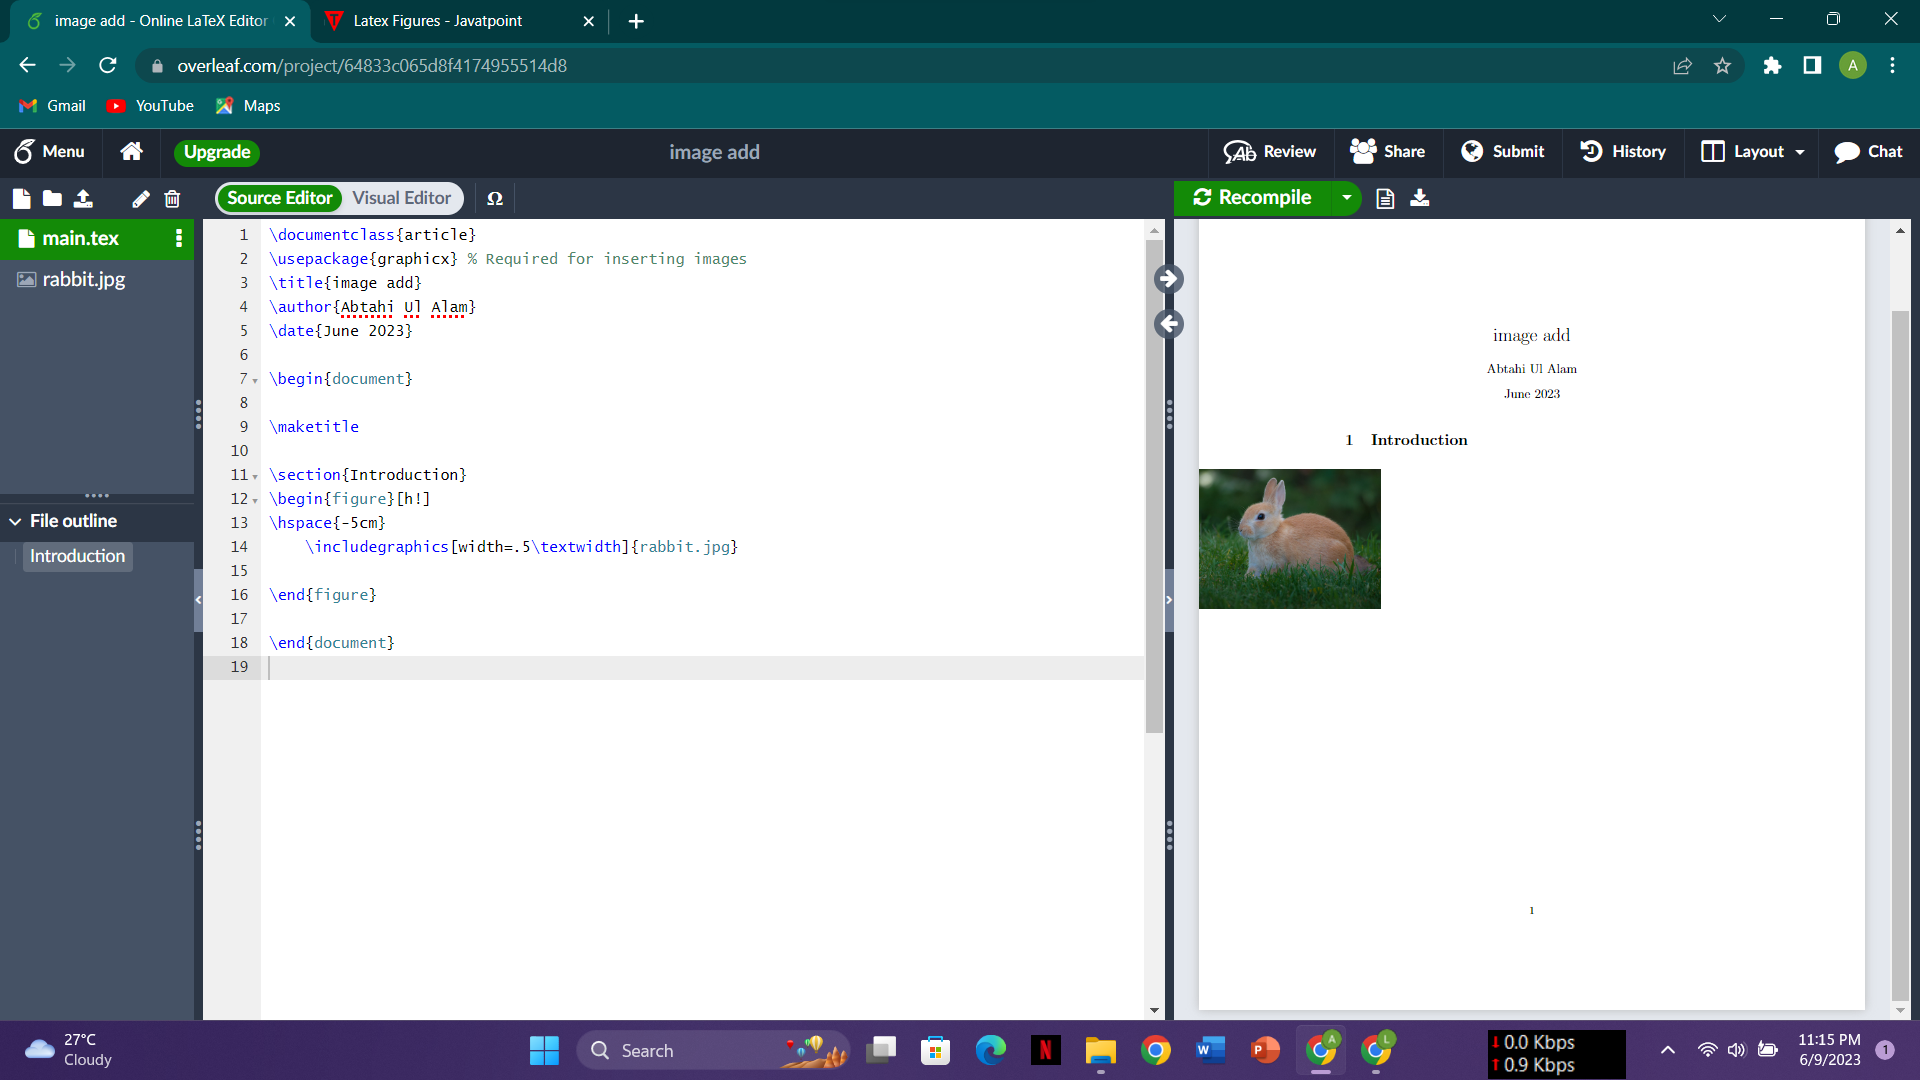 image add - Online LaTeX Editor
Latex Figures - Javatpoint
overleaf.com/project/64833c065d8f4174955514d8
A
Gmail
YouTube
Maps
Menu
Upgrade
image add
Review
Share
Submit
History
Layout
Chat
Source Editor
Visual Editor
Ω
Recompile
main.tex
rabbit.jpg
File outline
Introduction
1 \documentclass{article}
2 \usepackage{graphicx} % Required for inserting images
3 \title{image add}
4 \author{Abtahi Ul Alam}
5 \date{June 2023}
6
7 \begin{document}
8
9 \maketitle
10
11 \section{Introduction}
12 \begin{figure}[h!]
13 \hspace{-5cm}
14 \includegraphics[width=.5\textwidth]{rabbit.jpg}
15
16 \end{figure}
17
18 \end{document}
19
image add
Abtahi Ul Alam
June 2023
1 Introduction
1
27°C
Cloudy
Search
N
W
P
A
L
0.0 Kbps
0.9 Kbps
11:15 PM
6/9/2023
1